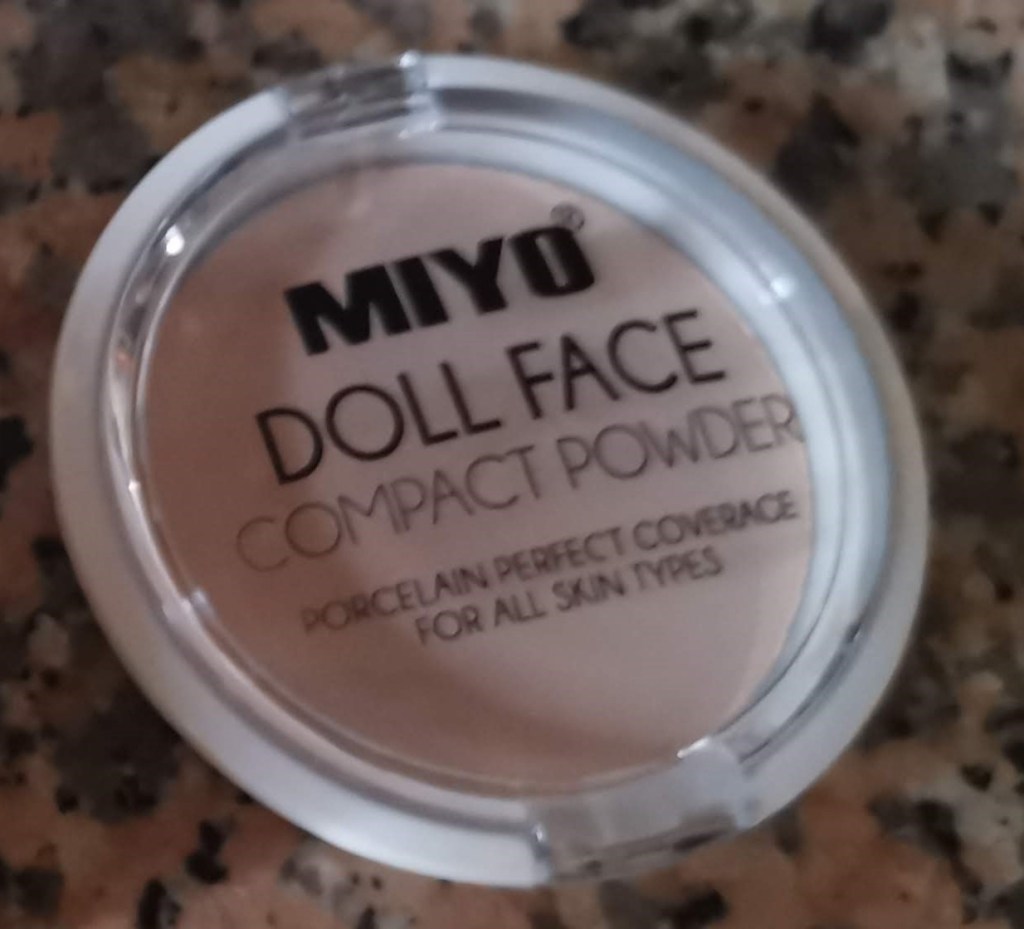 MIYO®
DOLL FACE
COMPACT POWDER
PORCELAIN PERFECT COVERAGE
FOR ALL SKIN TYPES